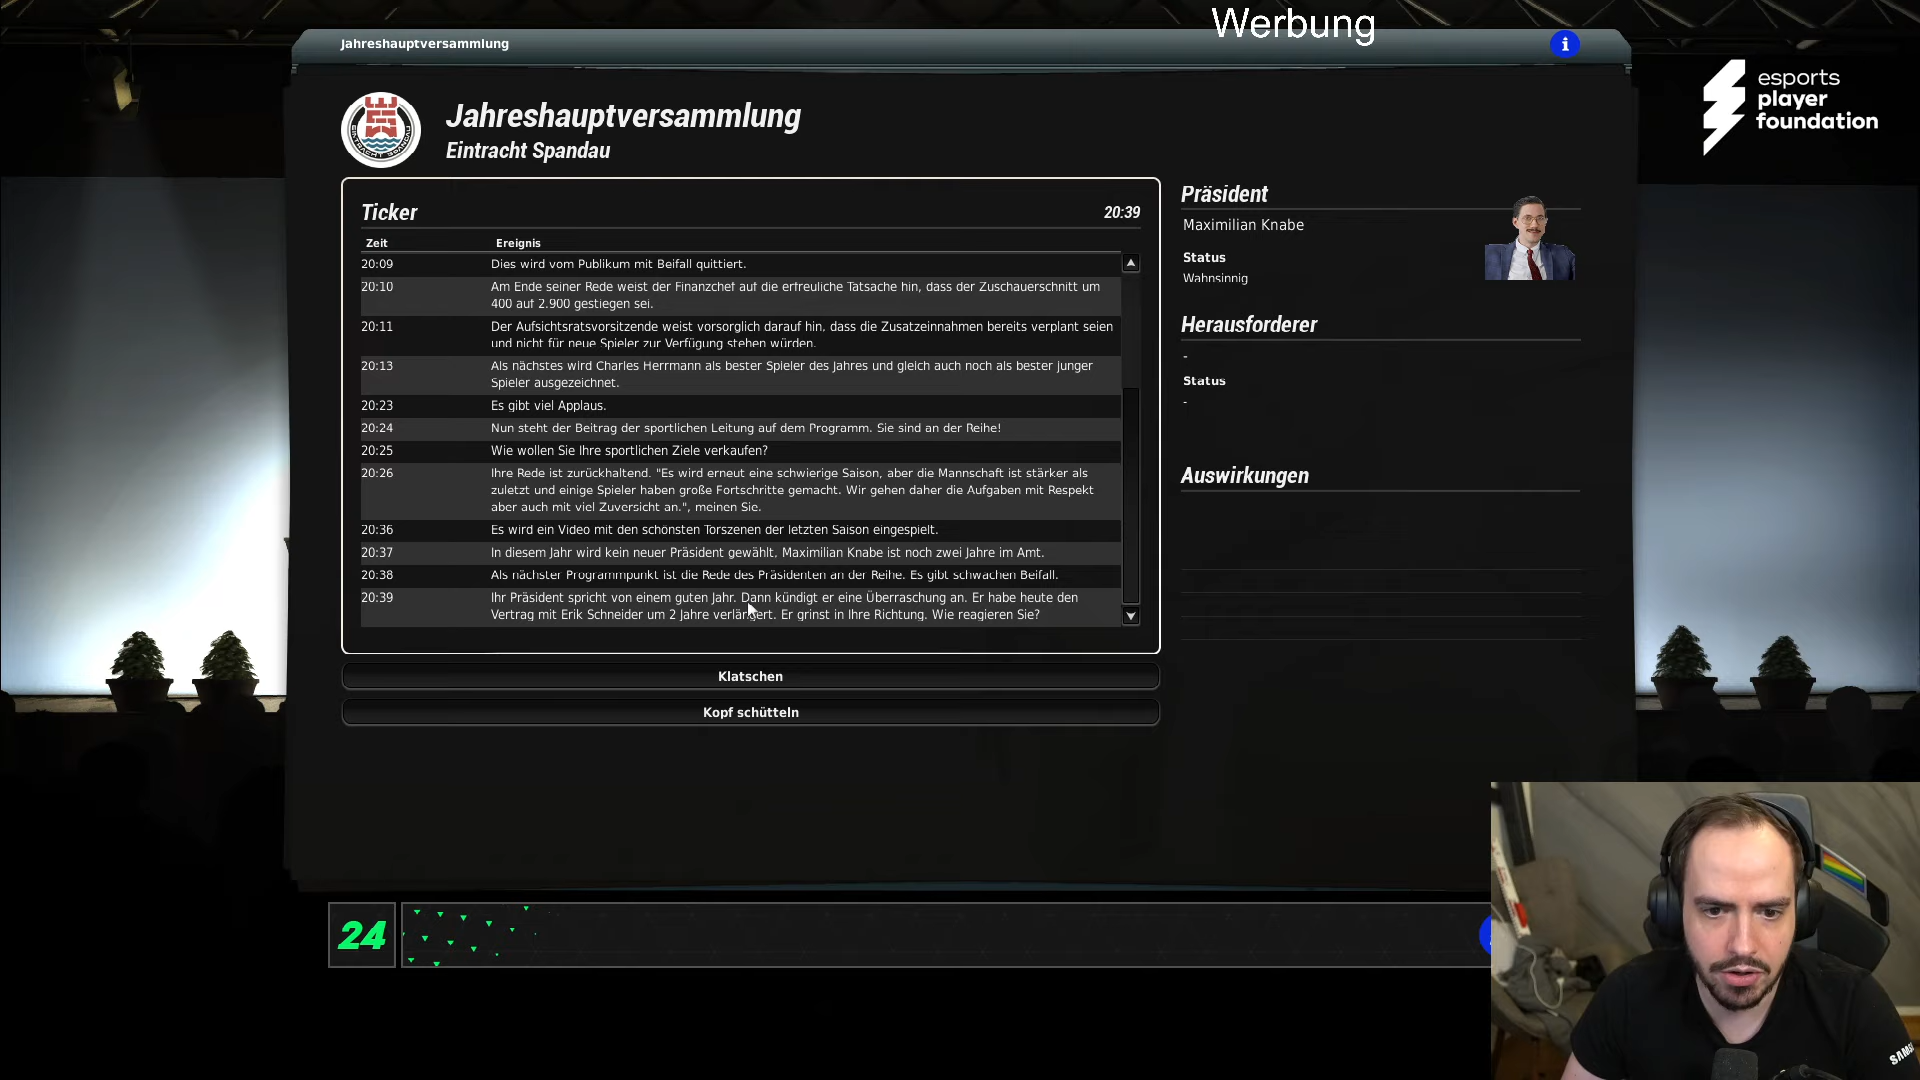 Werbung
Jahreshauptversammlung
i
esports
player
foundation
Jahreshauptversammlung
Eintracht Spandau
EINTRACHT SPANDAU
Ticker
20:39
Zeit
Ereignis
20:09
Dies wird vom Publikum mit Beifall quittiert.
20:10
Am Ende seiner Rede weist der Finanzchef auf die erfreuliche Tatsache hin, dass der Zuschauerschnitt um
400 auf 2.900 gestiegen sei.
20:11
Der Aufsichtsratsvorsitzende weist vorsorglich darauf hin, dass die Zusatzeinnahmen bereits verplant seien
und nicht für neue Spieler zur Verfügung stehen würden.
20:13
Als nächstes wird Charles Herrmann als bester Spieler des Jahres und gleich auch noch als bester junger
Spieler ausgezeichnet.
20:23
Es gibt viel Applaus.
20:24
Nun steht der Beitrag der sportlichen Leitung auf dem Programm. Sie sind an der Reihe!
20:25
Wie wollen Sie Ihre sportlichen Ziele verkaufen?
20:26
Ihre Rede ist zurückhaltend. "Es wird erneut eine schwierige Saison, aber die Mannschaft ist stärker als
zuletzt und einige Spieler haben große Fortschritte gemacht. Wir gehen daher die Aufgaben mit Respekt
aber auch mit viel Zuversicht an.", meinen Sie.
20:36
Es wird ein Video mit den schönsten Torszenen der letzten Saison eingespielt.
20:37
In diesem Jahr wird kein neuer Präsident gewählt, Maximilian Knabe ist noch zwei Jahre im Amt.
20:38
Als nächster Programmpunkt ist die Rede des Präsidenten an der Reihe. Es gibt schwachen Beifall.
20:39
Ihr Präsident spricht von einem guten Jahr. Dann kündigt er eine Überraschung an. Er habe heute den
Vertrag mit Erik Schneider um 2 Jahre verlängert. Er grinst in Ihre Richtung. Wie reagieren Sie?
Klatschen
Kopf schütteln
Präsident
Maximilian Knabe
Status
Wahnsinnig
Herausforderer
-
Status
-
Auswirkungen
24